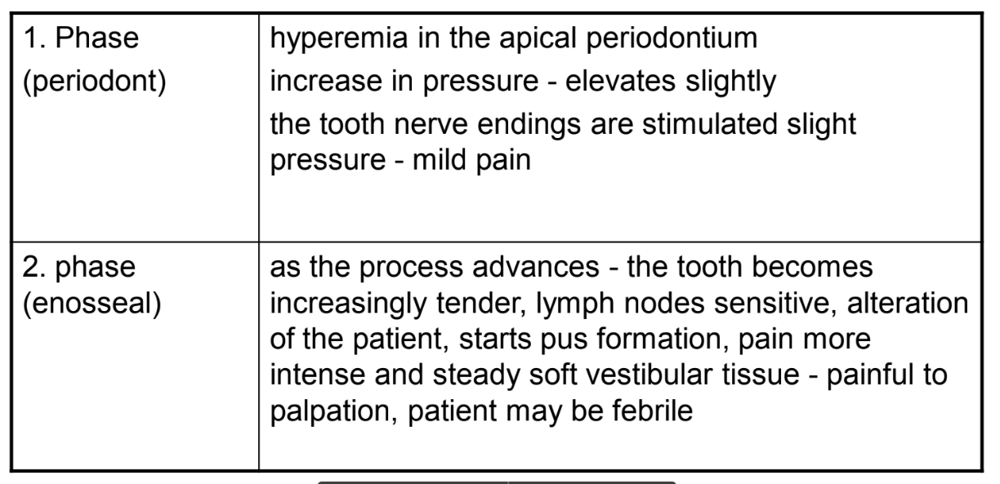 1. Phase
(periodont)
hyperemia in the apical periodontium
increase in pressure - elevates slightly
the tooth nerve endings are stimulated slight
pressure - mild pain
2. phase
(enosseal)
as the process advances - the tooth becomes
increasingly tender, lymph nodes sensitive, alteration
of the patient, starts pus formation, pain more
intense and steady soft vestibular tissue - painful to
palpation, patient may be febrile